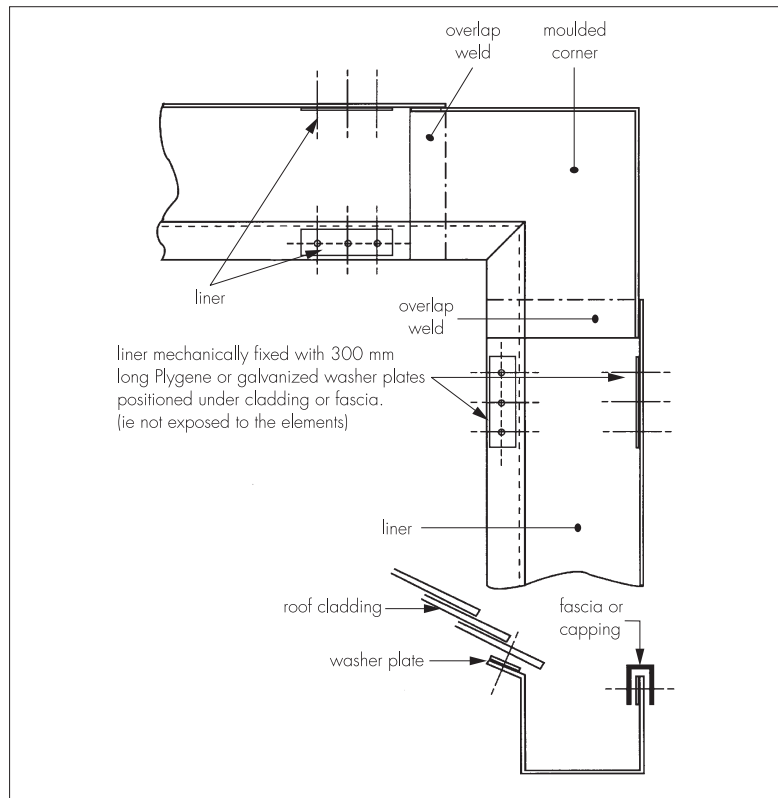 overlap
weld
moulded
corner
liner
overlap
weld
liner mechanically fixed with 300 mm
long Plygene or galvanized washer plates
positioned under cladding or fascia.
(ie not exposed to the elements)
liner
roof cladding
fascia or
capping
washer plate